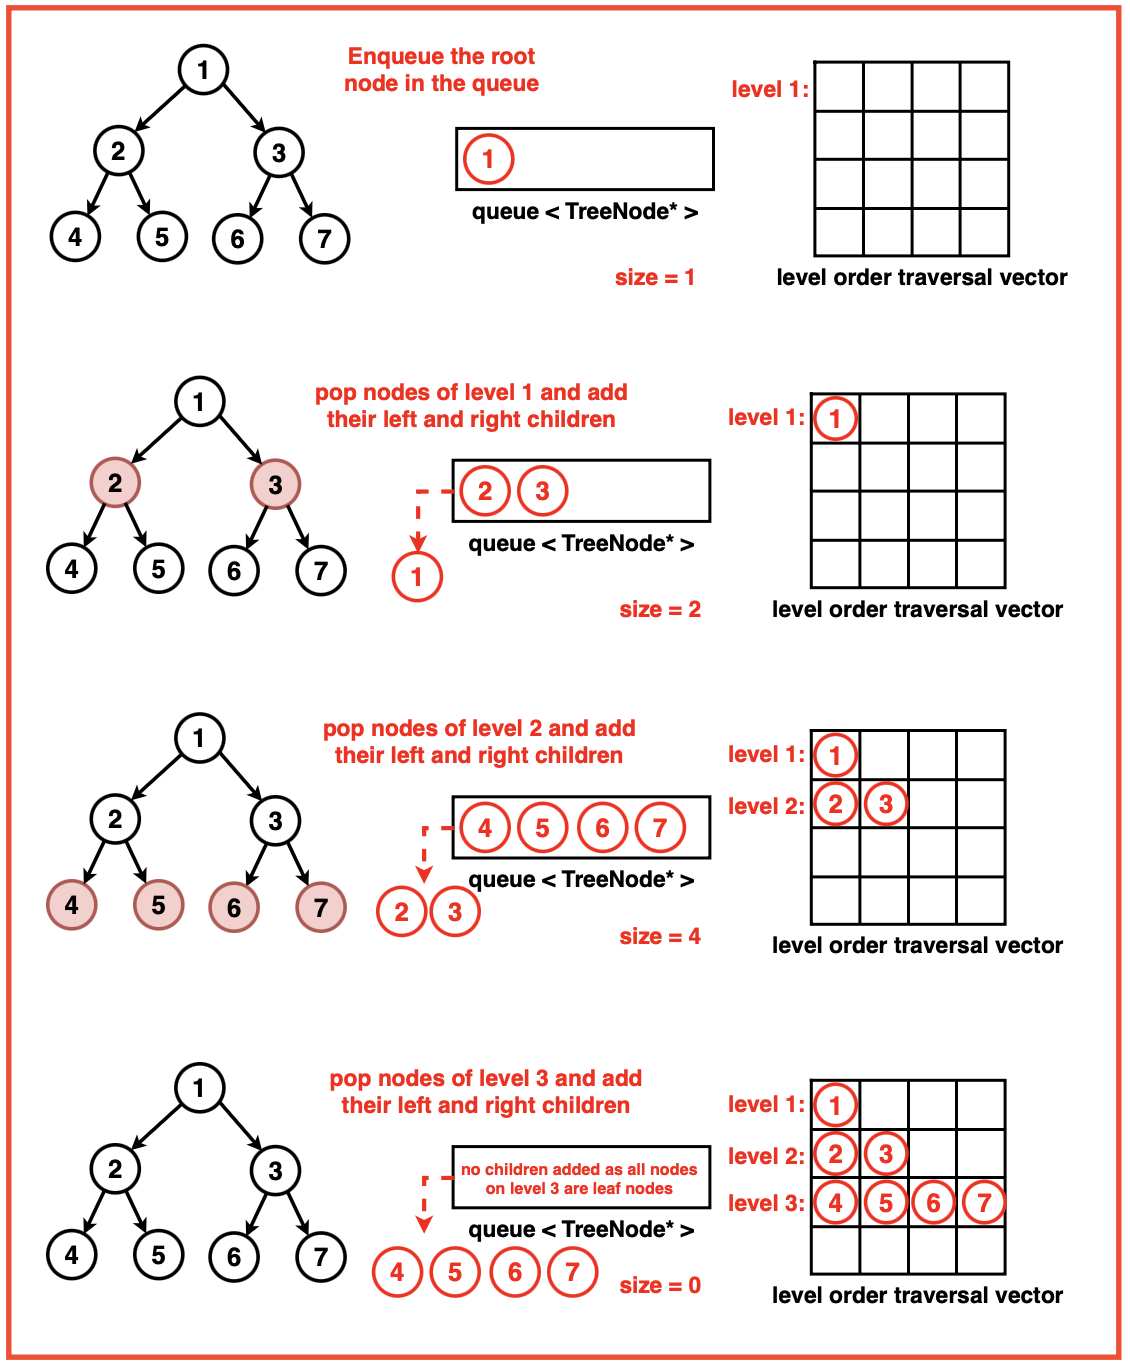 Enqueue the root
node in the queue
1
2
3
4
5
6
7
1
queue < TreeNode* >
size = 1
level 1:
level order traversal vector
pop nodes of level 1 and add
their left and right children
1
2
3
4
5
6
7
2 3
queue < TreeNode* >
1
size = 2
level 1: 1
level order traversal vector
pop nodes of level 2 and add
their left and right children
1
2
3
4
5
6
7
4 5 6 7
queue < TreeNode* >
2 3
size = 4
level 1: 1
level 2: 2 3
level order traversal vector
pop nodes of level 3 and add
their left and right children
1
2
3
4
5
6
7
no children added as all nodes
on level 3 are leaf nodes
queue < TreeNode* >
4 5 6 7
size = 0
level 1: 1
level 2: 2 3
level 3: 4 5 6 7
level order traversal vector